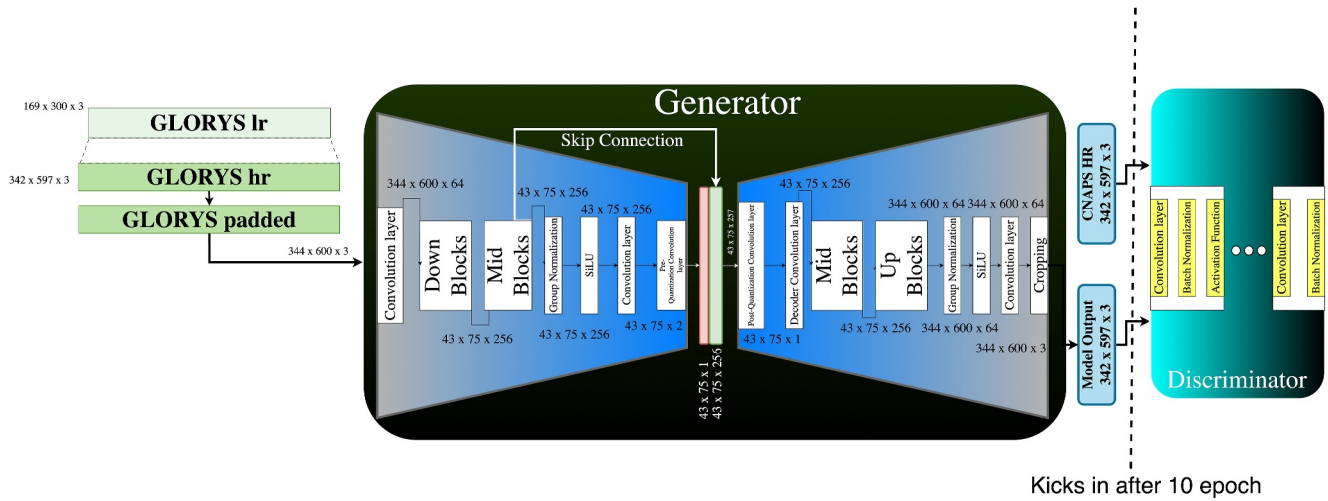 Generator
169 x 300 x 3
GLORYS lr
342 x 597 x 3
GLORYS hr
GLORYS padded
344 x 600 x 3
Skip Connection
344 x 600 x 64
Convolution layer
Down
Blocks
43 x 75 x 256
Mid
Blocks
43 x 75 x 256
Group Normalization
43 x 75 x 256
SiLU
43 x 75 x 256
Convolution layer
43 x 75 x 2
Pre-
Quantization Convolution
layer
43 x 75 x 1
43 x 75 x 256
43 x 75 x 257
Post-Quantization Convolution layer
43 x 75 x 1
Decoder Convolution layer
43 x 75 x 256
Mid
Blocks
43 x 75 x 256
Up
Blocks
344 x 600 x 64
Group Normalization
344 x 600 x 64
SiLU
344 x 600 x 64
Convolution layer
344 x 600 x 3
Cropping
CNAPS HR
342 x 597 x 3
Model Output
342 x 597 x 3
Convolution layer
Bach Normalization
Activation Function
Convolution layer
Bach Normalization
Discriminator
Kicks in after 10 epoch